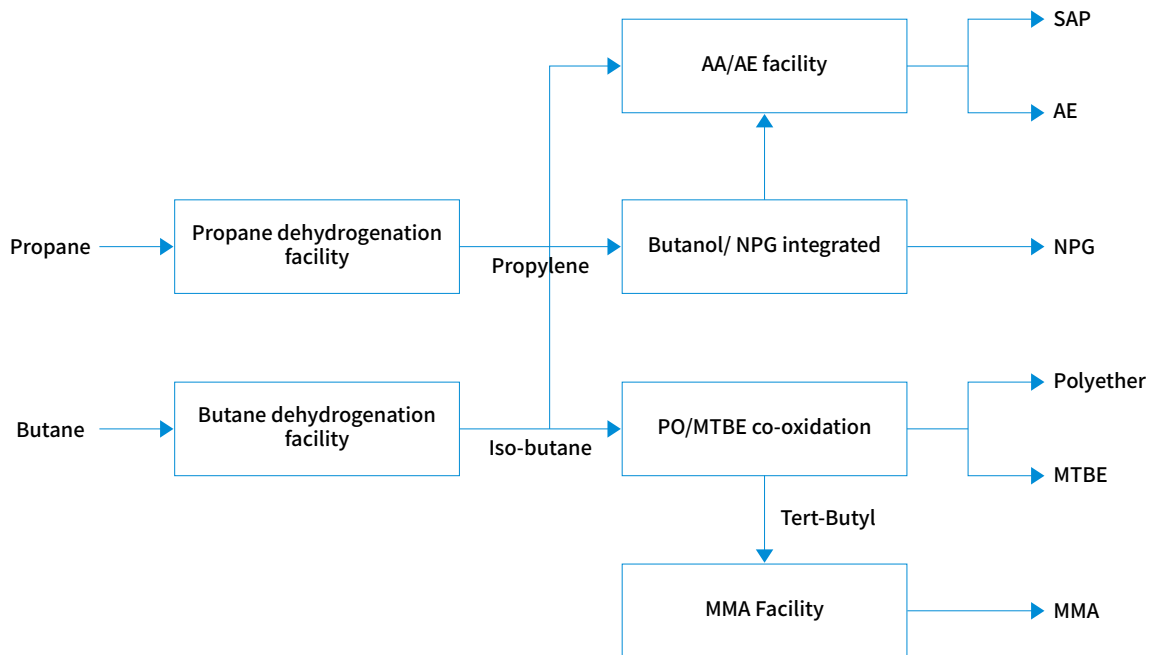 SAP
AA/AE facility
AE
Propane
Propane dehydrogenation
facility
Propylene
Butanol/ NPG integrated
NPG
Butane
Butane dehydrogenation
facility
Iso-butane
PO/MTBE co-oxidation
Polyether
MTBE
Tert-Butyl
MMA Facility
MMA